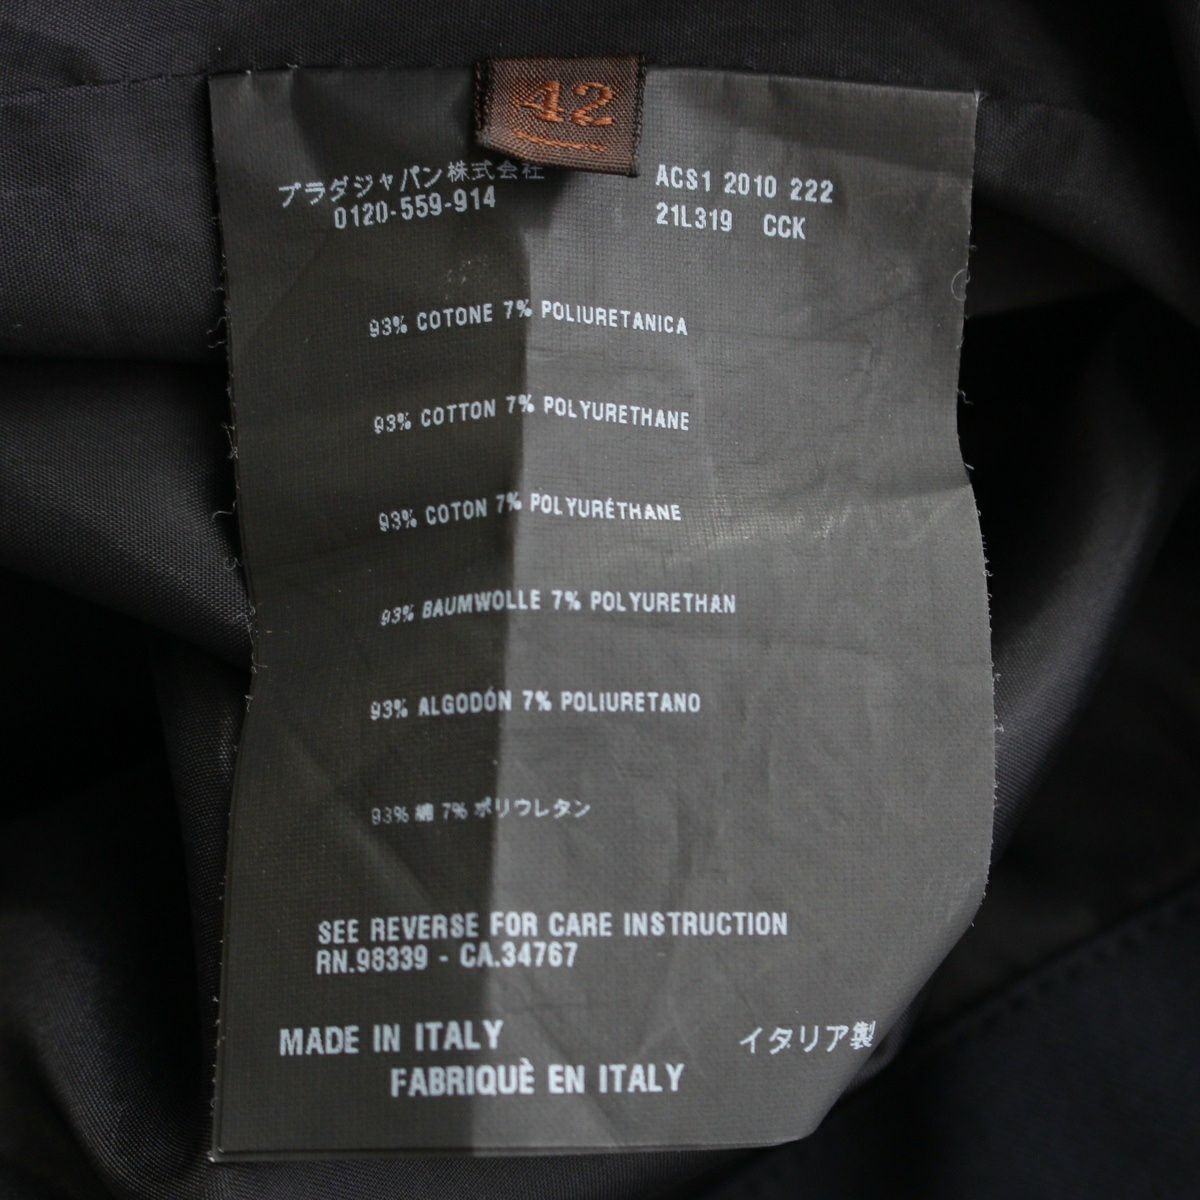 42
プラダジャパン株式会社
0120-559-914
ACS1 2010 222
21L319 CCK
93% COTONE 7% POLIURETANICA
93% COTTON 7% POLYURETHANE
93% COTON 7% POLYURÉTHANE
93% BAUMWOLLE 7% POLYURETHAN
93% ALGODÓN 7% POLIURETANO
93% 綿 7% ポリウレタン
SEE REVERSE FOR CARE INSTRUCTION
RN.98339 - CA.34767
MADE IN ITALY
イタリア製
FABRIQUÈ EN ITALY